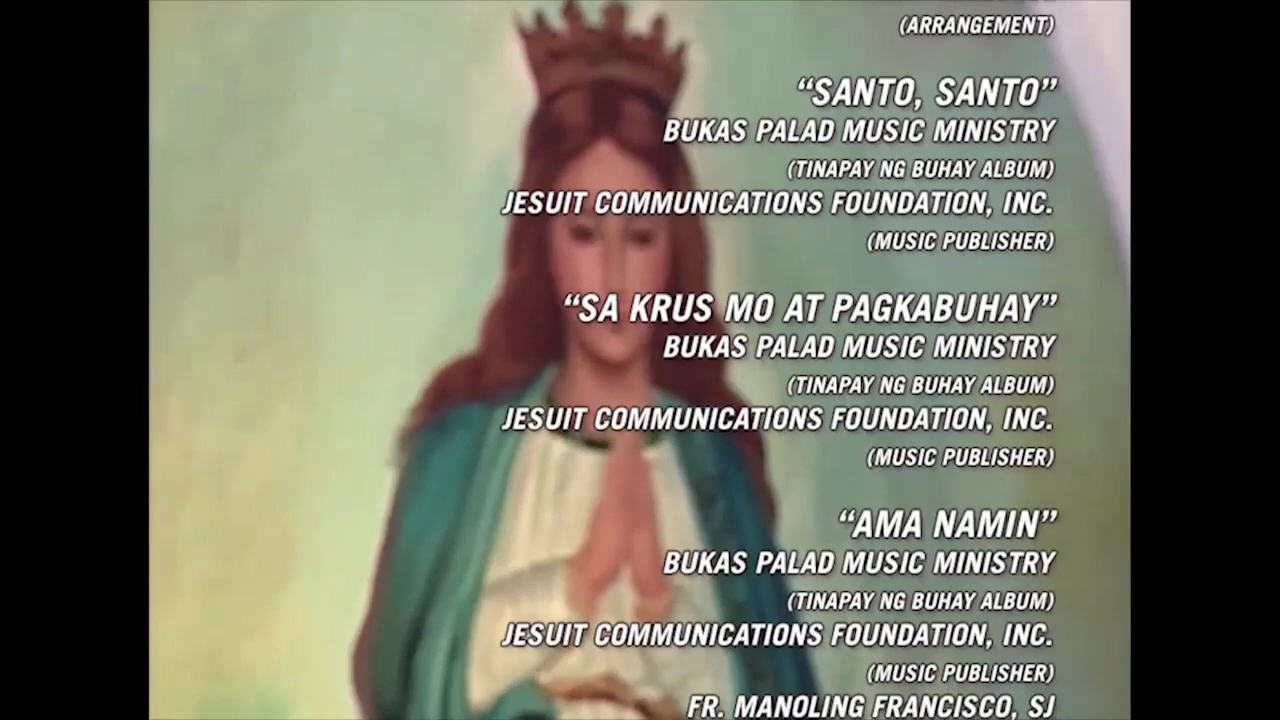 (ARRANGEMENT)
“SANTO, SANTO”
BUKAS PALAD MUSIC MINISTRY
(TINAPAY NG BUHAY ALBUM)
JESUIT COMMUNICATIONS FOUNDATION, INC.
(MUSIC PUBLISHER)
“SA KRUS MO AT PAGKABUHAY”
BUKAS PALAD MUSIC MINISTRY
(TINAPAY NG BUHAY ALBUM)
JESUIT COMMUNICATIONS FOUNDATION, INC.
(MUSIC PUBLISHER)
“AMA NAMIN”
BUKAS PALAD MUSIC MINISTRY
(TINAPAY NG BUHAY ALBUM)
JESUIT COMMUNICATIONS FOUNDATION, INC.
(MUSIC PUBLISHER)
FR. MANOLING FRANCISCO, SJ